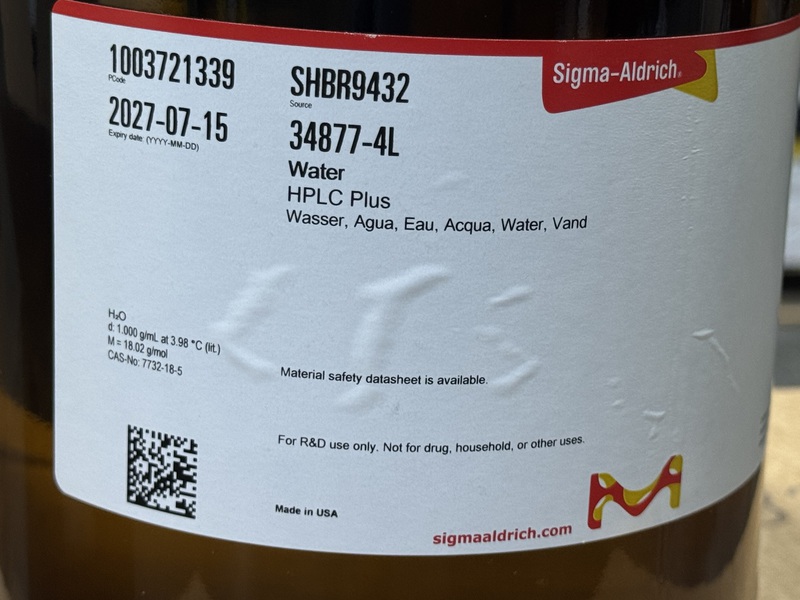 1003721339
PCode
2027-07-15
Expiry date: (YYYY-MM-DD)
SHBR9432
Source
34877-4L
Water
HPLC Plus
Wasser, Agua, Eau, Acqua, Water, Vand
Sigma-Aldrich®
H₂O
d: 1.000 g/mL at 3.98 °C (lit.)
M = 18.02 g/mol
CAS-No: 7732-18-5
Material safety datasheet is available.
For R&D use only. Not for drug, household, or other uses.
Made in USA
sigmaaldrich.com
M